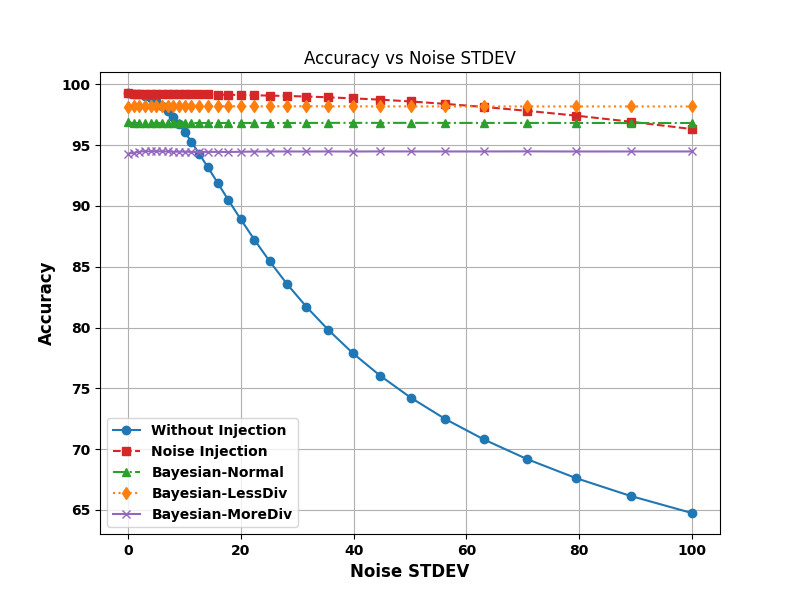 Accuracy vs Noise STDEV
100
95
90
85
80
75
70
65
Accuracy
Without Injection
Noise Injection
Bayesian-Normal
Bayesian-LessDiv
Bayesian-MoreDiv
0 20 40 60 80 100
Noise STDEV